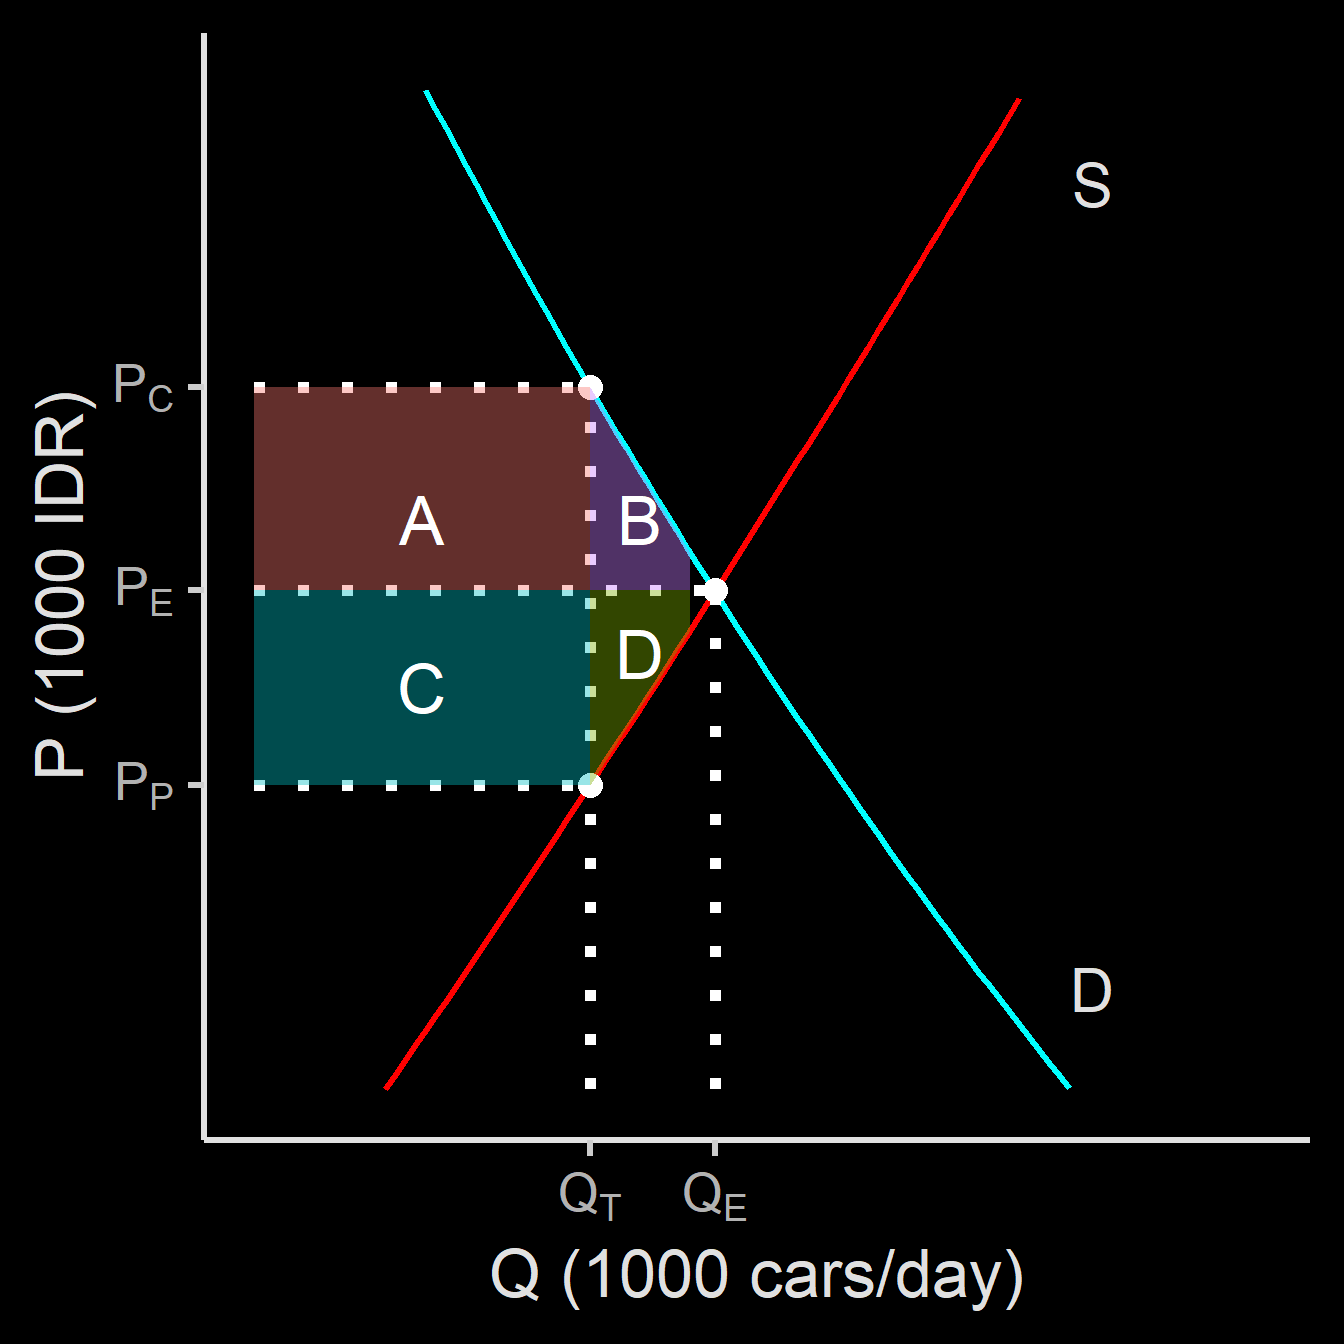 S
P (1000 IDR)
P_C
A
B
P_E
C
D
P_P
D
Q_T
Q_E
Q (1000 cars/day)